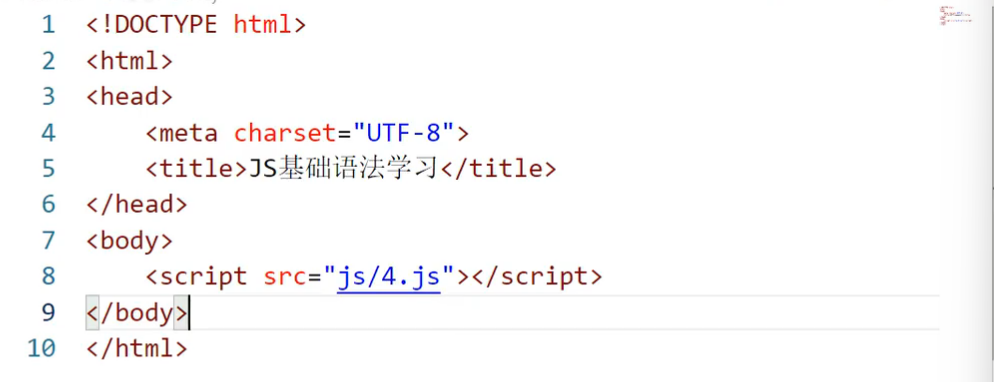 1 <!DOCTYPE html>
2 <html>
3 <head>
4     <meta charset="UTF-8">
5     <title>JS基础语法学习</title>
6 </head>
7 <body>
8     <script src="js/4.js"></script>
9 </body>
10 </html>